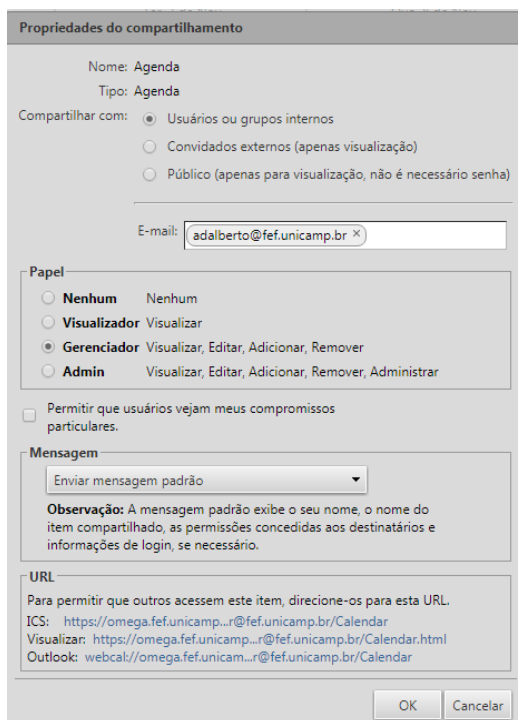 Propriedades do compartilhamento
Nome: Agenda
Tipo: Agenda
Compartilhar com: Usuários ou grupos internos
Convidados externos (apenas visualização)
Público (apenas para visualização, não é necessário senha)
E-mail: adalberto@fef.unicamp.br ×
Papel
Nenhum Nenhum
Visualizador Visualizar
Gerenciador Visualizar, Editar, Adicionar, Remover
Admin Visualizar, Editar, Adicionar, Remover, Administrar
Permitir que usuários vejam meus compromissos
particulares.
Mensagem
Enviar mensagem padrão
Observação: A mensagem padrão exibe o seu nome, o nome do
item compartilhado, as permissões concedidas aos destinatários e
informações de login, se necessário.
URL
Para permitir que outros acessem este item, direcione-os para esta URL.
ICS: https://omega.fef.unicamp...r@fef.unicamp.br/Calendar
Visualizar: https://omega.fef.unicamp...r@fef.unicamp.br/Calendar.html
Outlook: webcal://omega.fef.unicam...r@fef.unicamp.br/Calendar
OK Cancelar